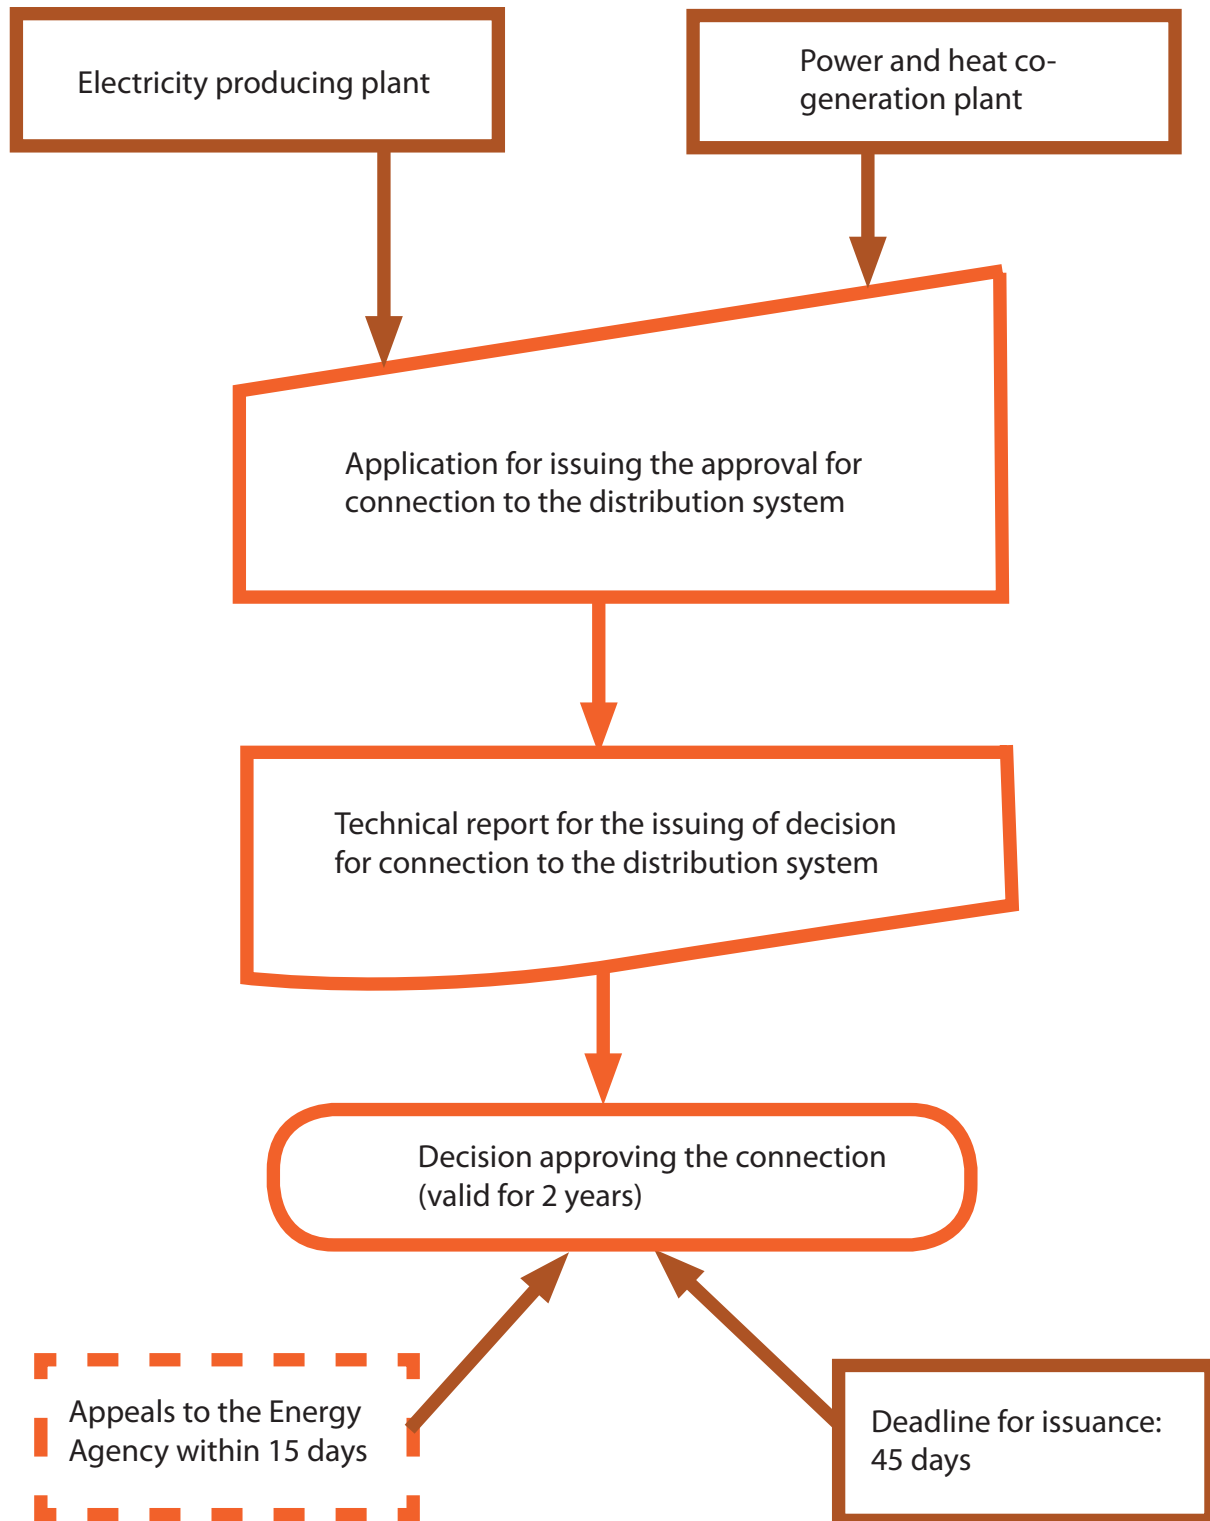 Electricity producing plant
Power and heat co-
generation plant
Application for issuing the approval for
connection to the distribution system
Technical report for the issuing of decision
for connection to the distribution system
Decision approving the connection
(valid for 2 years)
Appeals to the Energy
Agency within 15 days
Deadline for issuance:
45 days